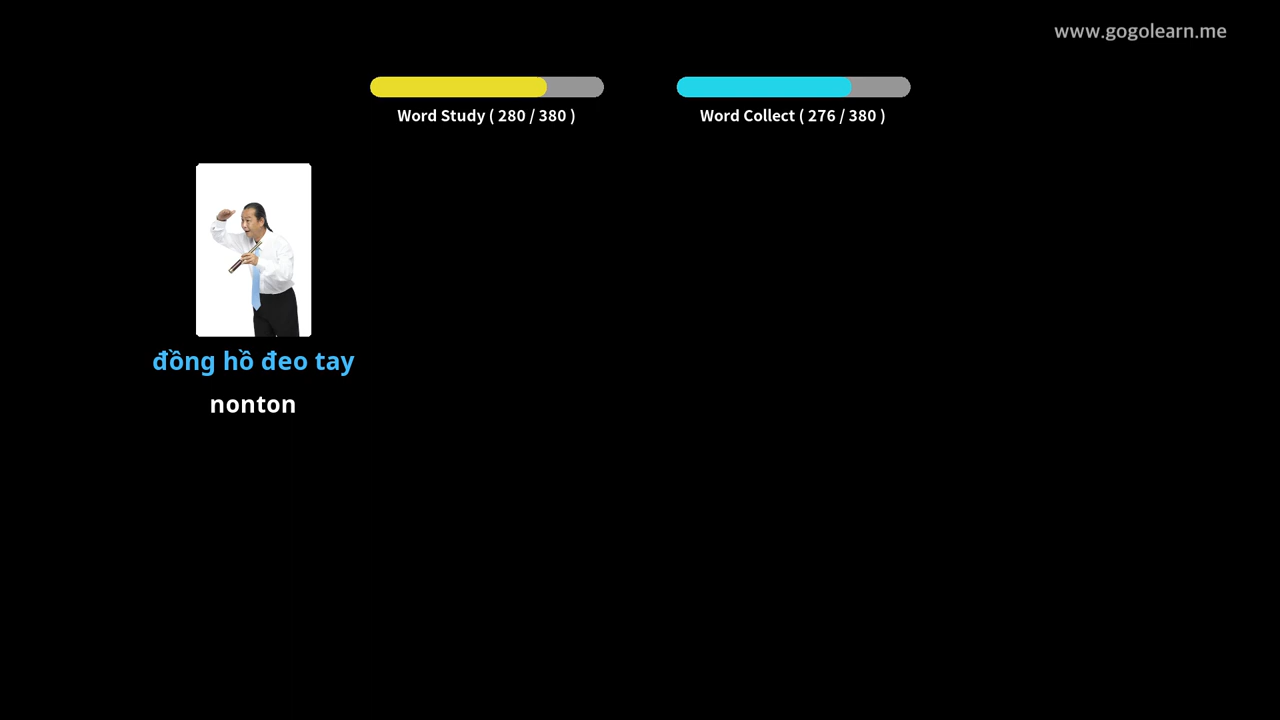 www.gogolearn.me
Word Study ( 280 / 380 )
Word Collect ( 276 / 380 )
đồng hồ đeo tay
nonton